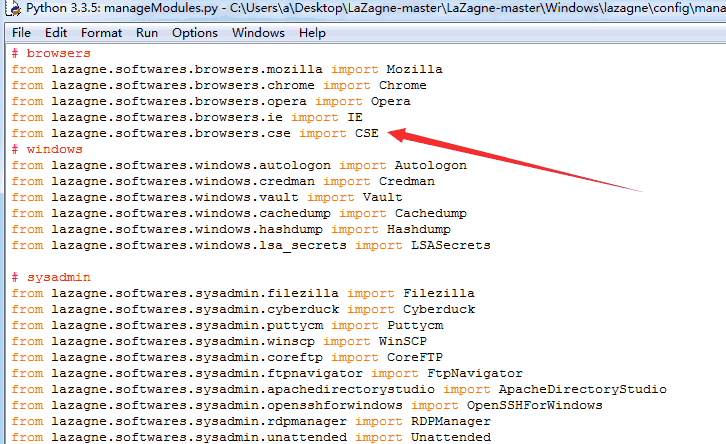 Python 3.3.5: manageModules.py - C:\Users\a\Desktop\LaZagne-master\LaZagne-master\Windows\lazagne\config\mana
File Edit Format Run Options Windows Help
# browsers
from lazagne.softwares.browsers.mozilla import Mozilla
from lazagne.softwares.browsers.chrome import Chrome
from lazagne.softwares.browsers.opera import Opera
from lazagne.softwares.browsers.ie import IE
from lazagne.softwares.browsers.cse import CSE
# windows
from lazagne.softwares.windows.autologon import Autologon
from lazagne.softwares.windows.credman import Credman
from lazagne.softwares.windows.vault import Vault
from lazagne.softwares.windows.cachedump import Cachedump
from lazagne.softwares.windows.hashdump import Hashdump
from lazagne.softwares.windows.lsa_secrets import LSASecrets
# sysadmin
from lazagne.softwares.sysadmin.filezilla import Filezilla
from lazagne.softwares.sysadmin.cyberduck import Cyberduck
from lazagne.softwares.sysadmin.puttycm import Puttycm
from lazagne.softwares.sysadmin.winscp import WinSCP
from lazagne.softwares.sysadmin.coreftp import CoreFTP
from lazagne.softwares.sysadmin.ftpnavigator import FtpNavigator
from lazagne.softwares.sysadmin.apachedirectorystudio import ApacheDirectoryStudio
from lazagne.softwares.sysadmin.opensshforwindows import OpenSSHForWindows
from lazagne.softwares.sysadmin.rdpmanager import RDPManager
from lazagne.softwares.sysadmin.unattended import Unattended